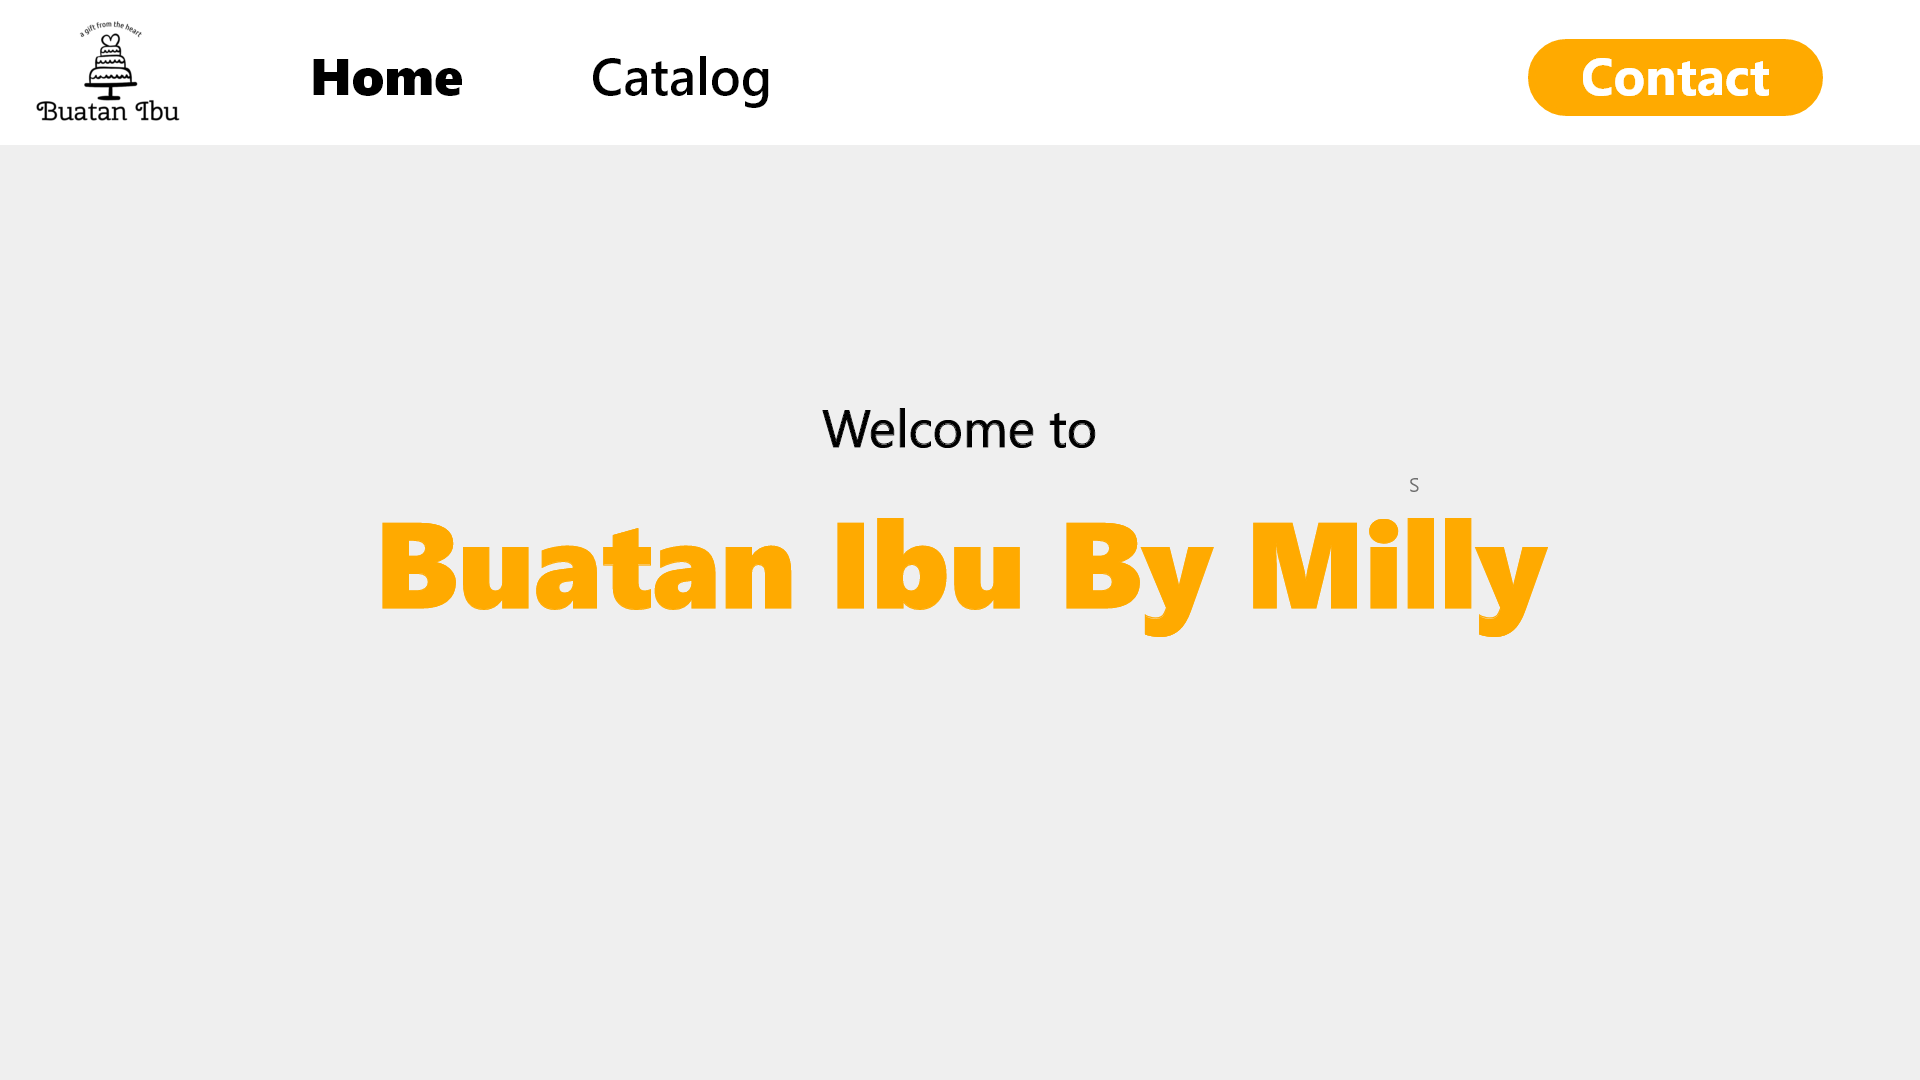 a gift from the heart
Buatan Ibu
Home
Catalog
Contact
Welcome to
s
Buatan Ibu By Milly